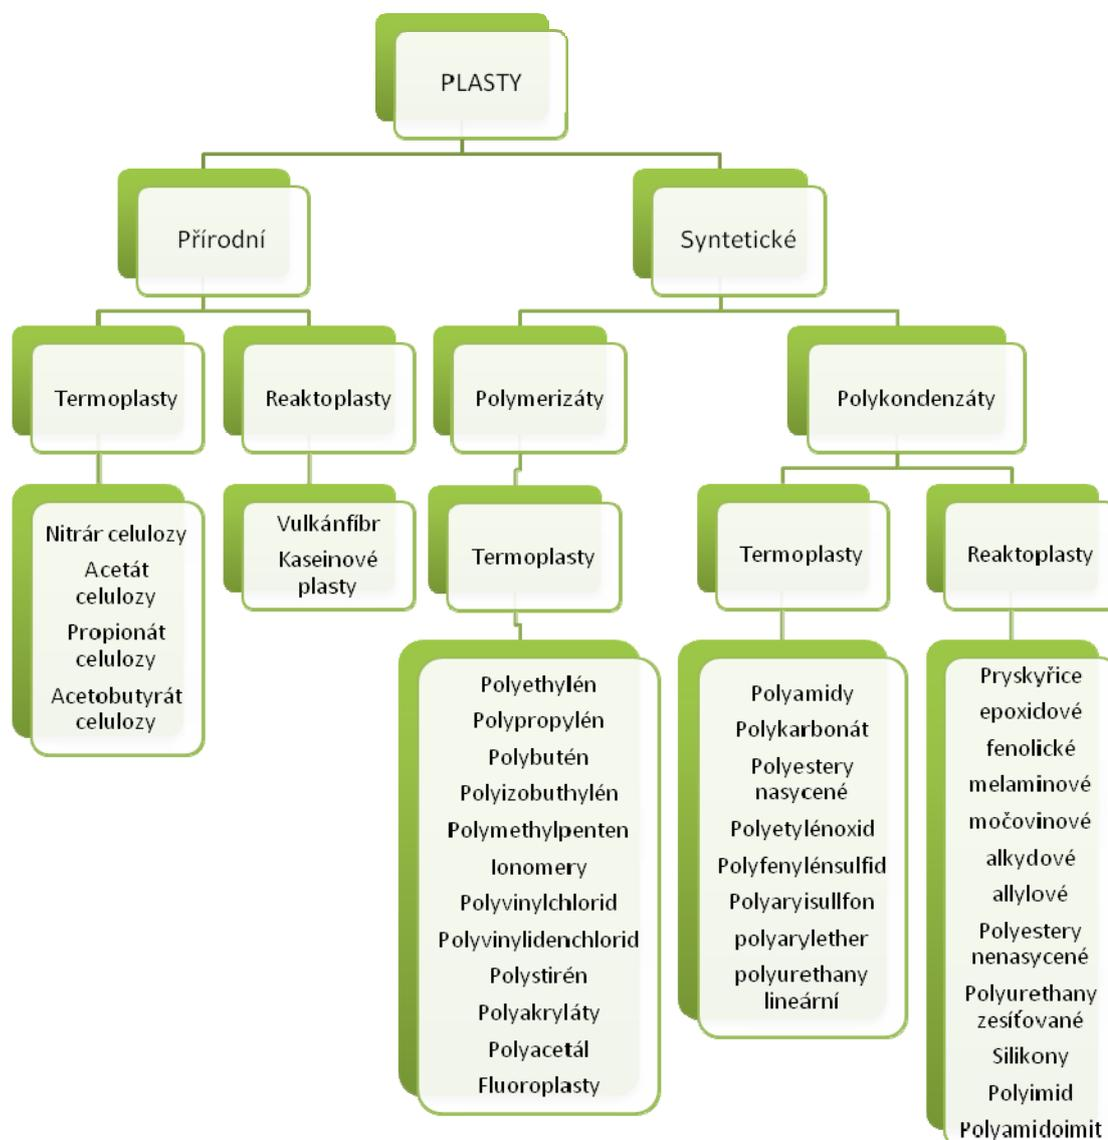 PLASTY
Přírodní
Syntetické
Termoplasty
Reaktoplasty
Polymerizáty
Polykondenzáty
Nitrár celulozy
Acetát
celulozy
Propionát
celulozy
Acetobutyrát
celulozy
Vulkánfíbr
Kaseinové
plasty
Termoplasty
Termoplasty
Reaktoplasty
Polyethylén
Polypropylén
Polybutén
Polyizobuthylén
Polymethylpenten
Ionomery
Polyvinylchlorid
Polyvinylidenchlorid
Polystirén
Polyakryláty
Polyacetál
Fluoroplasty
Polyamidy
Polykarbonát
Polyestery
nasycené
Polyetylénoxid
Polyfenylénsulfid
Polyaryisullfon
polyarylether
polyurethany
lineární
Pryskyřice
epoxidové
fenolické
melaminové
močovinové
alkydové
allylové
Polyestery
nenasycené
Polyurethany
zesíťované
Silikony
Polyimid
Polyamidoimit